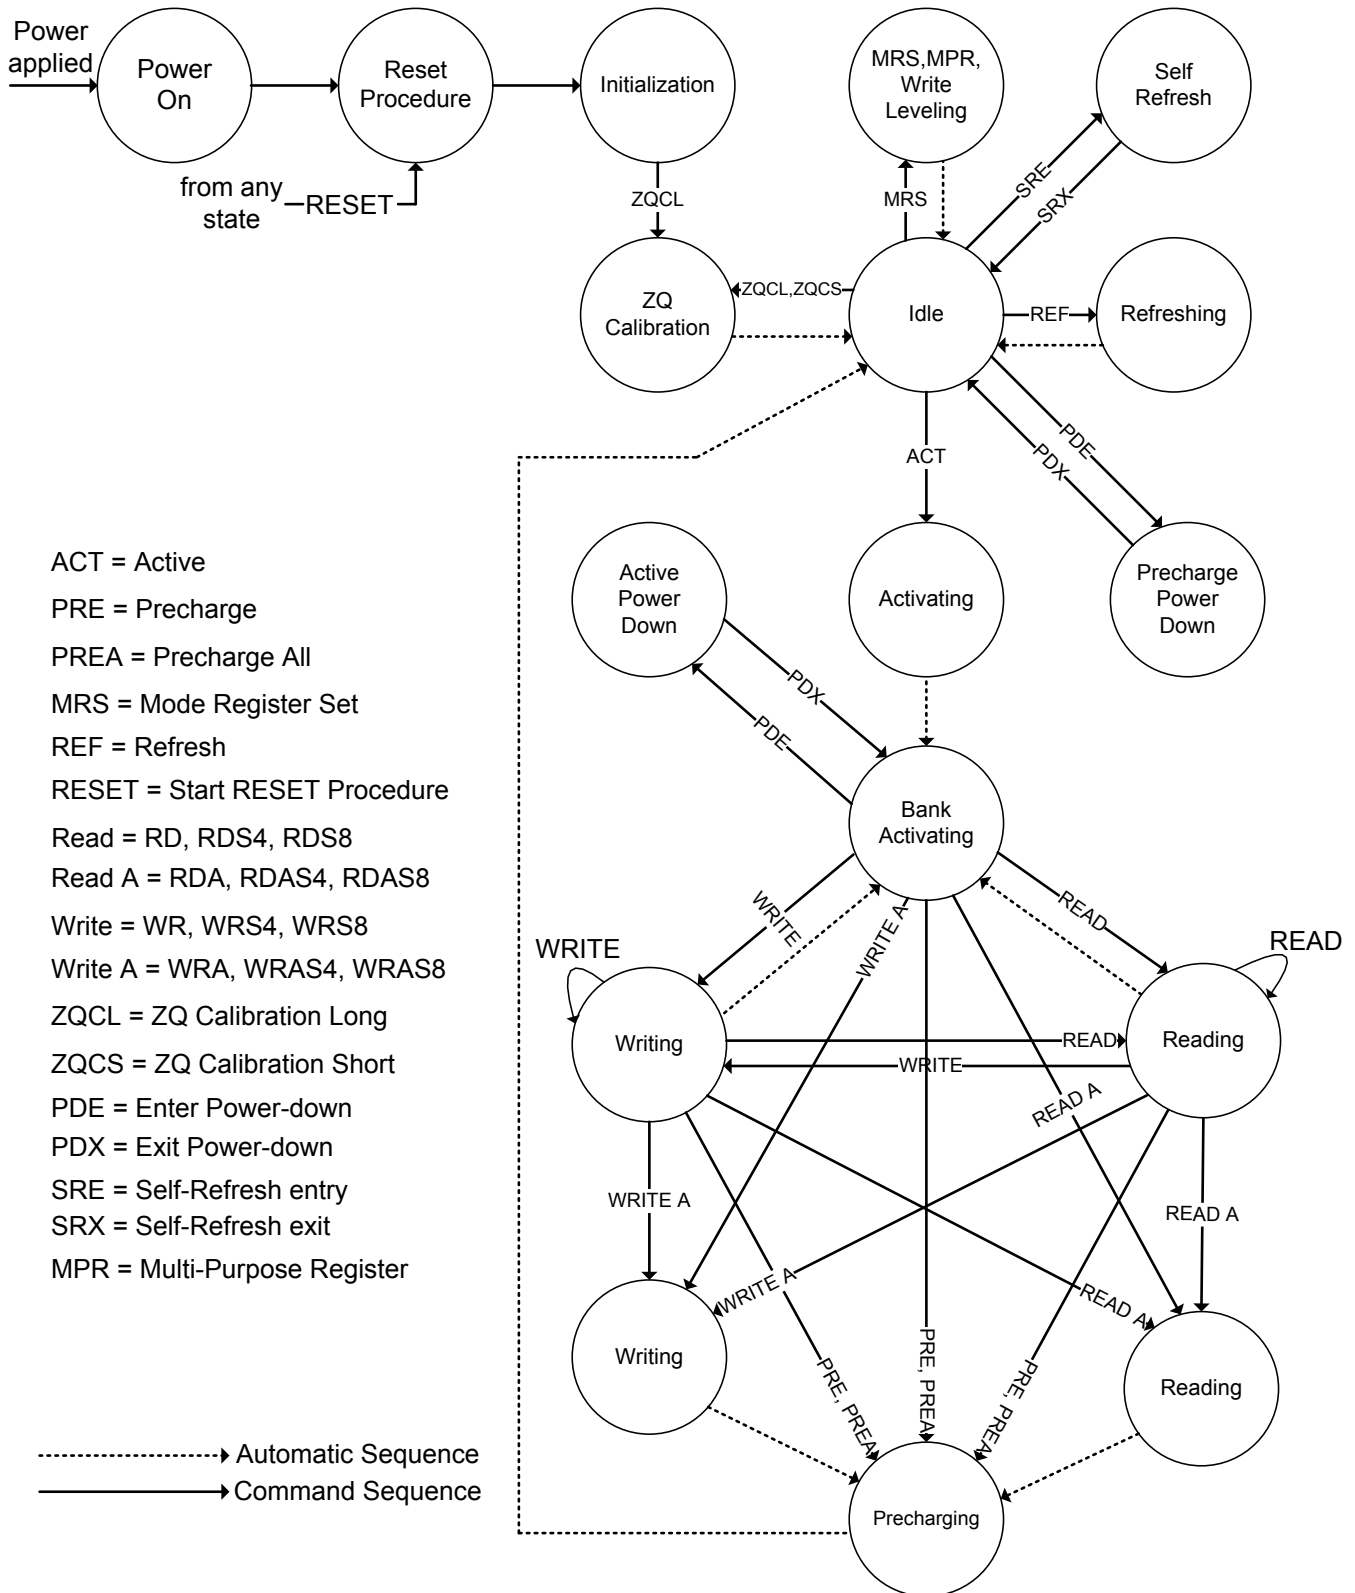 Power
applied
Power
On
Reset
Procedure
Initialization
MRS,MPR,
Write
Leveling
Self
Refresh
from any
state
RESET
ZQCL
MRS
SRE
SRX
ZQ
Calibration
ZQCL,ZQCS
Idle
REF
Refreshing
ACT
PDE
PDX
Active
Power
Down
Activating
Precharge
Power
Down
PDX
PDE
Bank
Activating
ACT = Active
PRE = Precharge
PREA = Precharge All
MRS = Mode Register Set
REF = Refresh
RESET = Start RESET Procedure
Read = RD, RDS4, RDS8
Read A = RDA, RDAS4, RDAS8
Write = WR, WRS4, WRS8
Write A = WRA, WRAS4, WRAS8
ZQCL = ZQ Calibration Long
ZQCS = ZQ Calibration Short
PDE = Enter Power-down
PDX = Exit Power-down
SRE = Self-Refresh entry
SRX = Self-Refresh exit
MPR = Multi-Purpose Register
WRITE
WRITE
WRITE A
READ
READ
Writing
READ
WRITE
Reading
READ A
WRITE A
READ A
WRITE A
READ A
Writing
PRE, PREA
PRE, PREA
PRE, PREA
Reading
Precharging
Automatic Sequence
Command Sequence